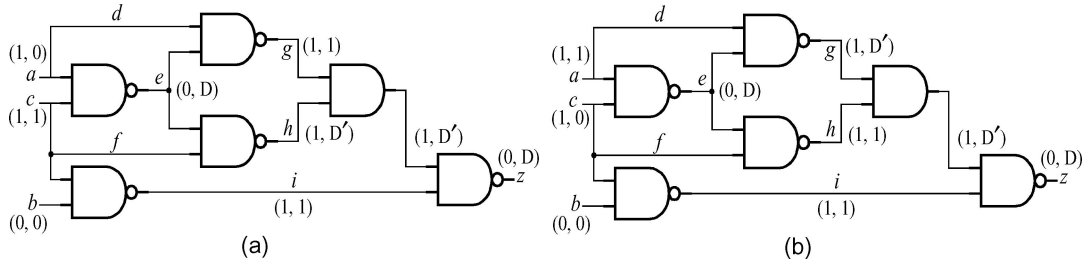 d
(1, 0)
a
e
(0, D)
g
(1, 1)
c
(1, 1)
f
h
(1, D′)
(1, D′)
(0, D)
z
i
(1, 1)
b
(0, 0)
(a)
d
(1, 1)
a
e
(0, D)
g
(1, D′)
c
(1, 0)
f
h
(1, 1)
(1, D′)
(0, D)
z
i
(1, 1)
b
(0, 0)
(b)